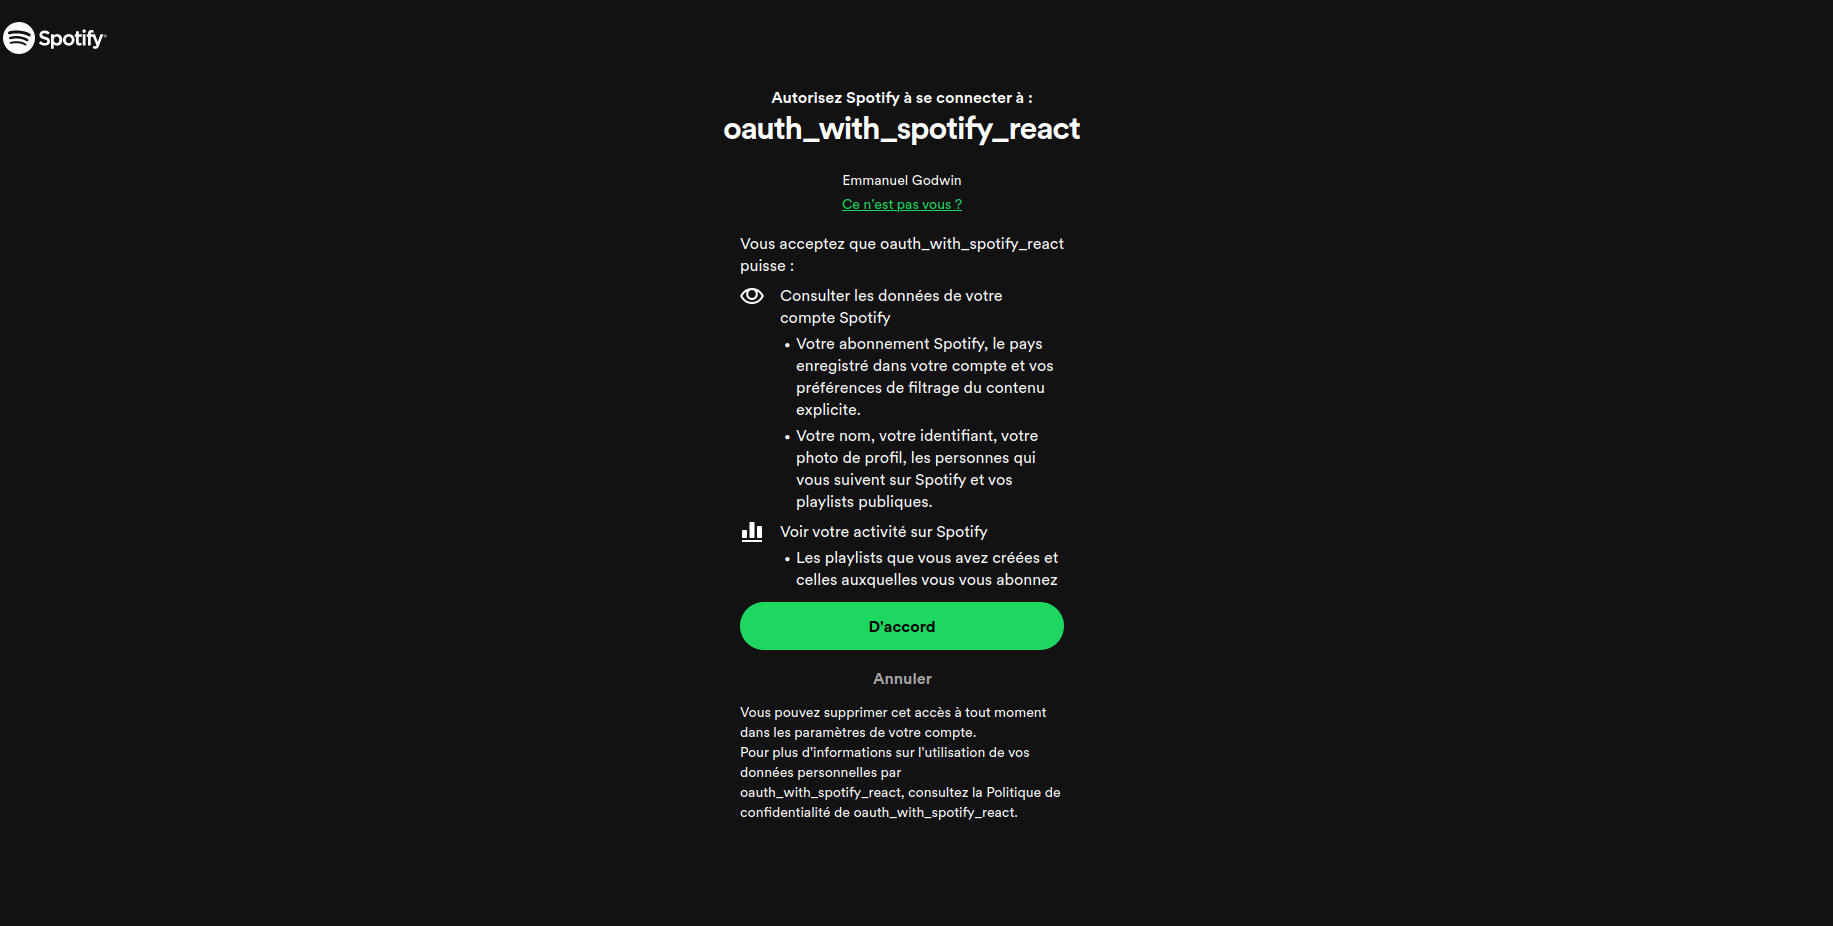 Spotify
Autorisez Spotify à se connecter à :
oauth_with_spotify_react
Emmanuel Godwin
Ce n'est pas vous ?
Vous acceptez que oauth_with_spotify_react
puisse :
Consulter les données de votre
compte Spotify
• Votre abonnement Spotify, le pays
enregistré dans votre compte et vos
préférences de filtrage du contenu
explicite.
• Votre nom, votre identifiant, votre
photo de profil, les personnes qui
vous suivent sur Spotify et vos
playlists publiques.
Voir votre activité sur Spotify
• Les playlists que vous avez créées et
celles auxquelles vous vous abonnez
D'accord
Annuler
Vous pouvez supprimer cet accès à tout moment
dans les paramètres de votre compte.
Pour plus d'informations sur l'utilisation de vos
données personnelles par
oauth_with_spotify_react, consultez la Politique de
confidentialité de oauth_with_spotify_react.